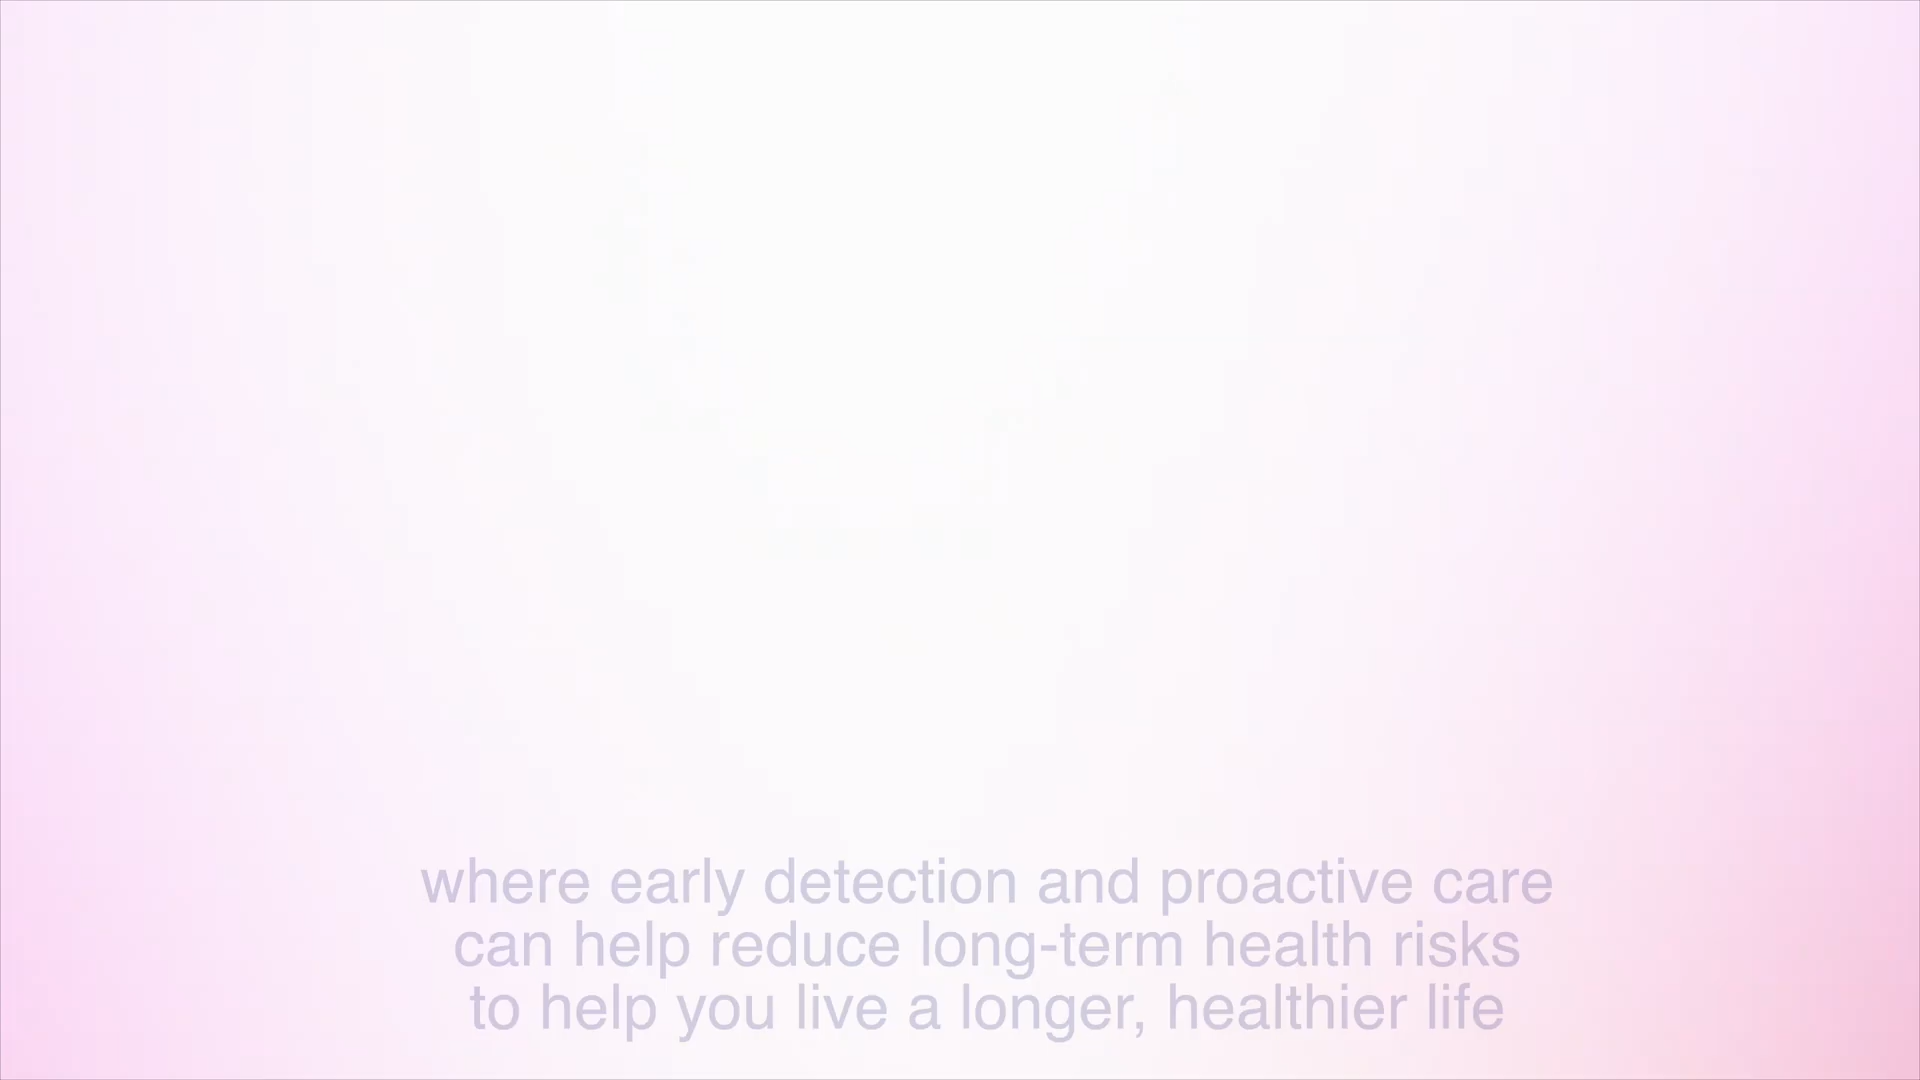 where early detection and proactive care
can help reduce long-term health risks
to help you live a longer, healthier life